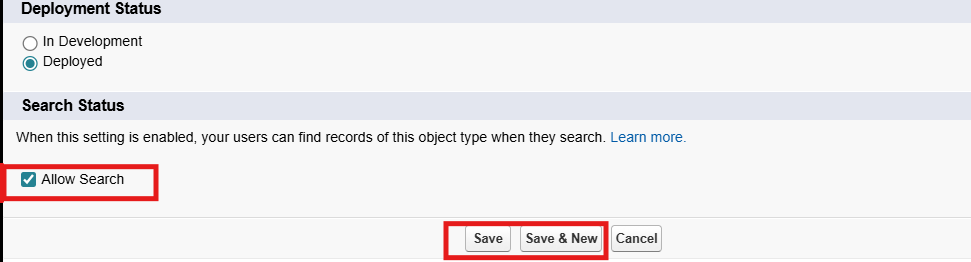 Deployment Status
In Development
Deployed
Search Status
When this setting is enabled, your users can find records of this object type when they search. Learn more.
Allow Search
Save Save & New Cancel